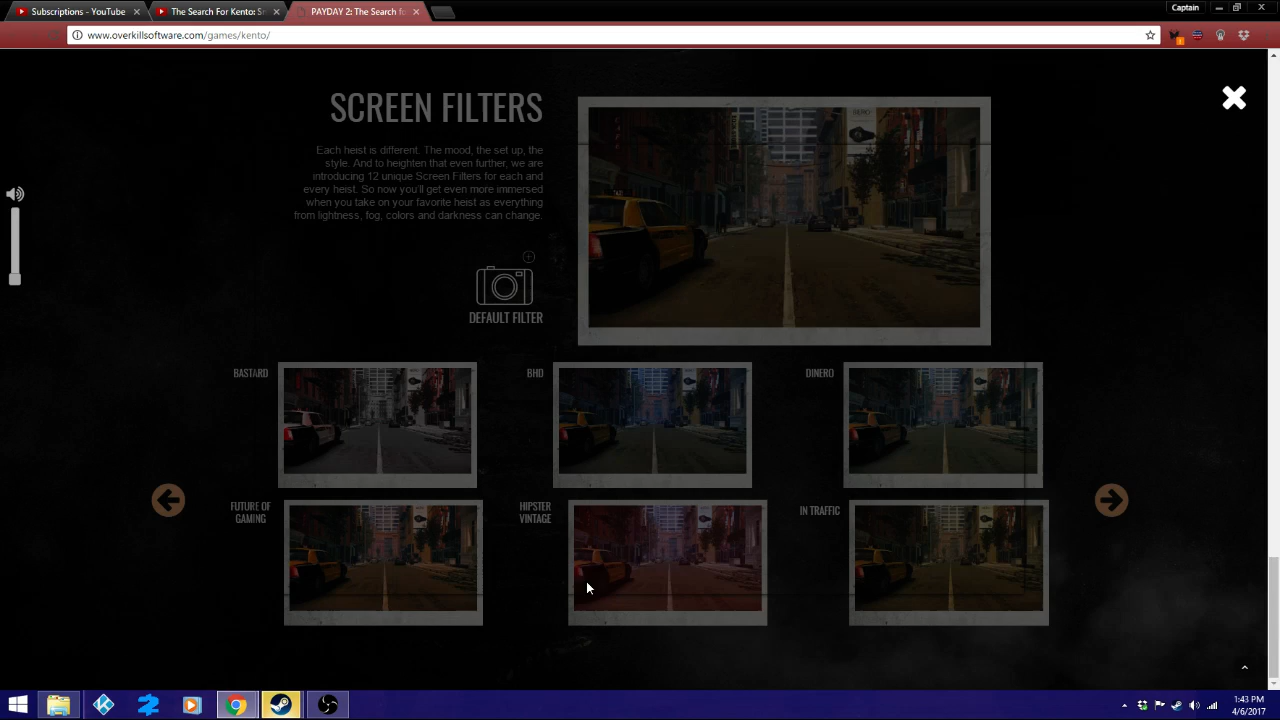 Subscriptions - YouTube
The Search For Kento: S
PAYDAY 2: The Search fo
Captain
www.overkillsoftware.com/games/kento/
SCREEN FILTERS
Each heist is different. The mood, the set up, the
style. And to heighten that even further, we are
introducing 12 unique Screen Filters for each and
every heist. So now you'll get even more immersed
when you take on your favorite heist as everything
from lightness, fog, colors and darkness can change.
DEFAULT FILTER
BASTARD
BHD
DINERO
FUTURE OF
GAMING
HIPSTER
VINTAGE
IN TRAFFIC
1:43 PM
4/6/2017